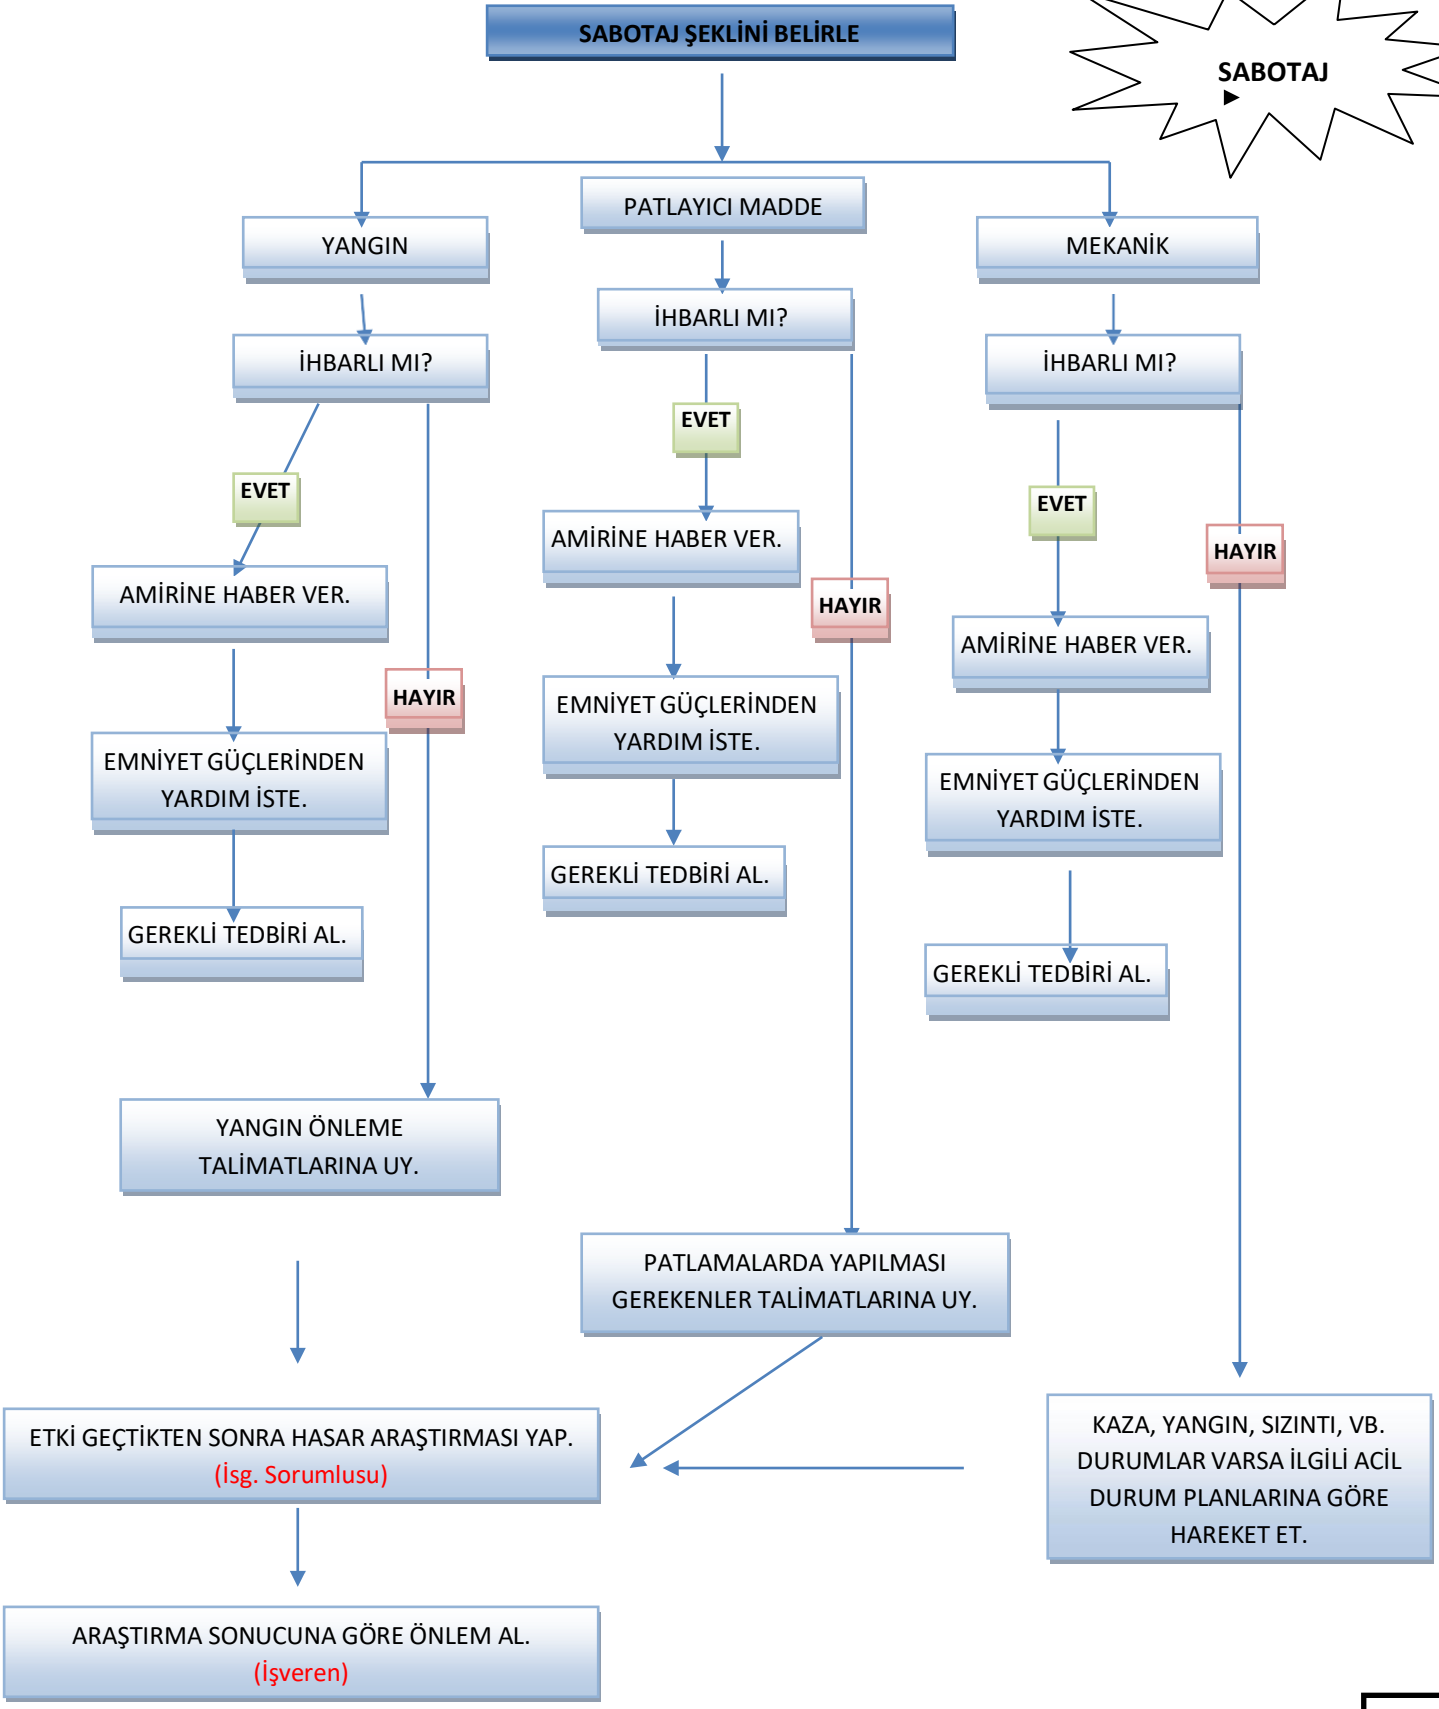 SABOTAJ ŞEKLİNİ BELİRLE
SABOTAJ
PATLAYICI MADDE
YANGIN
MEKANİK
İHBARLI MI?
İHBARLI MI?
İHBARLI MI?
EVET
EVET
EVET
AMİRİNE HABER VER.
HAYIR
AMİRİNE HABER VER.
HAYIR
AMİRİNE HABER VER.
HAYIR
EMNİYET GÜÇLERİNDEN
YARDIM İSTE.
EMNİYET GÜÇLERİNDEN
YARDIM İSTE.
EMNİYET GÜÇLERİNDEN
YARDIM İSTE.
GEREKLİ TEDBİRİ AL.
GEREKLİ TEDBİRİ AL.
GEREKLİ TEDBİRİ AL.
YANGIN ÖNLEME
TALİMATLARINA UY.
PATLAMALARDA YAPILMASI
GEREKENLER TALİMATLARINA UY.
ETKİ GEÇTİKTEN SONRA HASAR ARAŞTIRMASI YAP.
(İsg. Sorumlusu)
KAZA, YANGIN, SIZINTI, VB.
DURUMLAR VARSA İLGİLİ ACİL
DURUM PLANLARINA GÖRE
HAREKET ET.
ARAŞTIRMA SONUCUNA GÖRE ÖNLEM AL.
(İşveren)